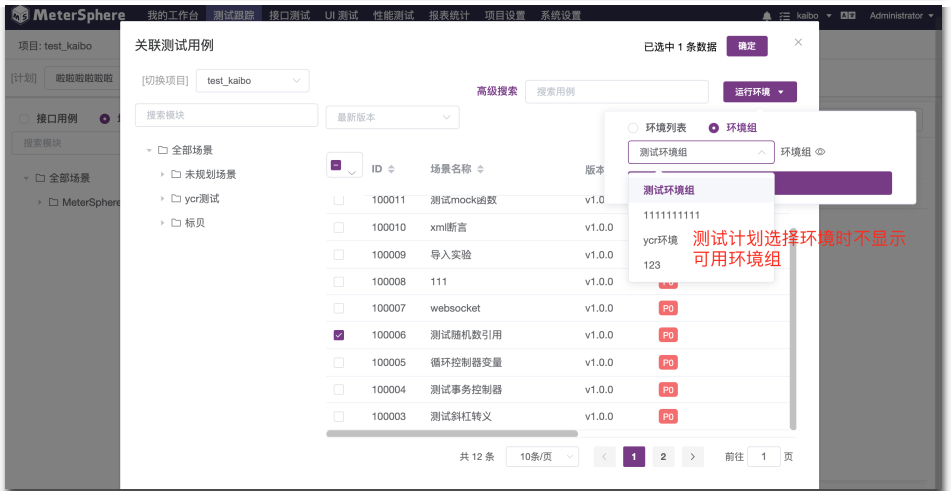 MeterSphere 我的工作台 测试跟踪 接口测试 UI 测试 性能测试 报表统计 项目设置 系统设置 kaibo Administrator
项目: test_kaibo
关联测试用例 已选中 1 条数据 确定
[计划] 啦啦啦啦啦啦
[切换项目] test_kaibo
高级搜索 搜索用例 运行环境
接口用例
搜索模块 最新版本
搜索模块
环境列表 环境组
测试环境组 环境组
全部场景
未规划场景
ycr测试
标贝
全部场景
MeterSphere
ID 场景名称 版本
100011 测试mock函数 v1.0
100010 xml断言 v1.0.0
100009 导入实验 v1.0.0
100008 111 v1.0.0 P0
100007 websocket v1.0.0 P0
100006 测试随机数引用 v1.0.0 P0
100005 循环控制器变量 v1.0.0 P0
100004 测试事务控制器 v1.0.0 P0
100003 测试斜杠转义 v1.0.0 P0
测试环境组
1111111111
ycr环境
123
测试计划选择环境时不显示
可用环境组
共 12 条 10条/页 1 2 前往 1 页